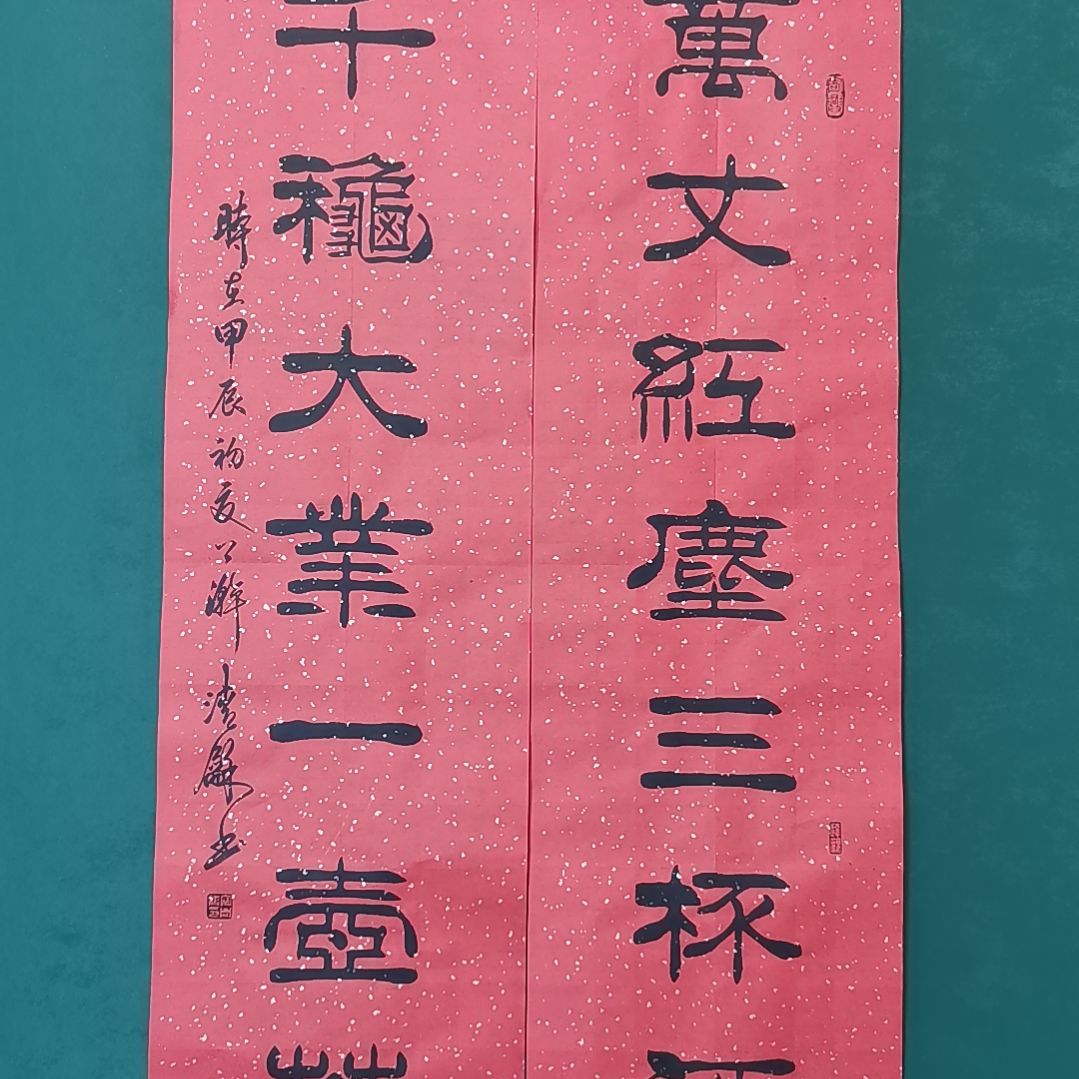 萬丈紅塵三杯
千龝大業一壺
時在甲辰初夏書